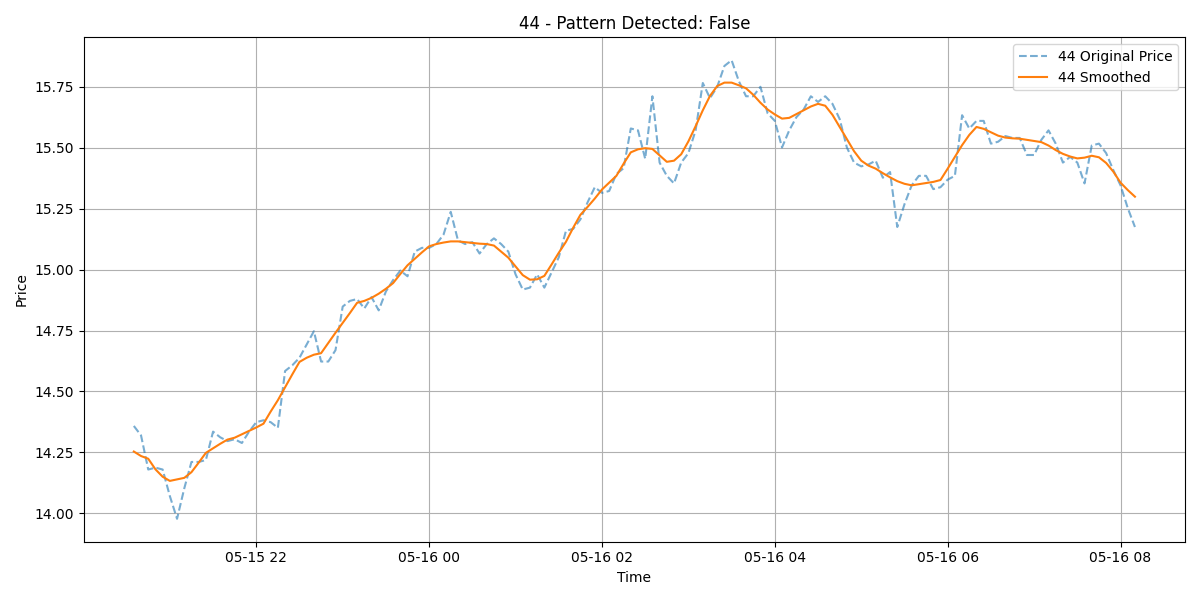 44 - Pattern Detected: False
44 Original Price
44 Smoothed
Price
15.75
15.50
15.25
15.00
14.75
14.50
14.25
14.00
05-15 22
05-16 00
05-16 02
05-16 04
05-16 06
05-16 08
Time